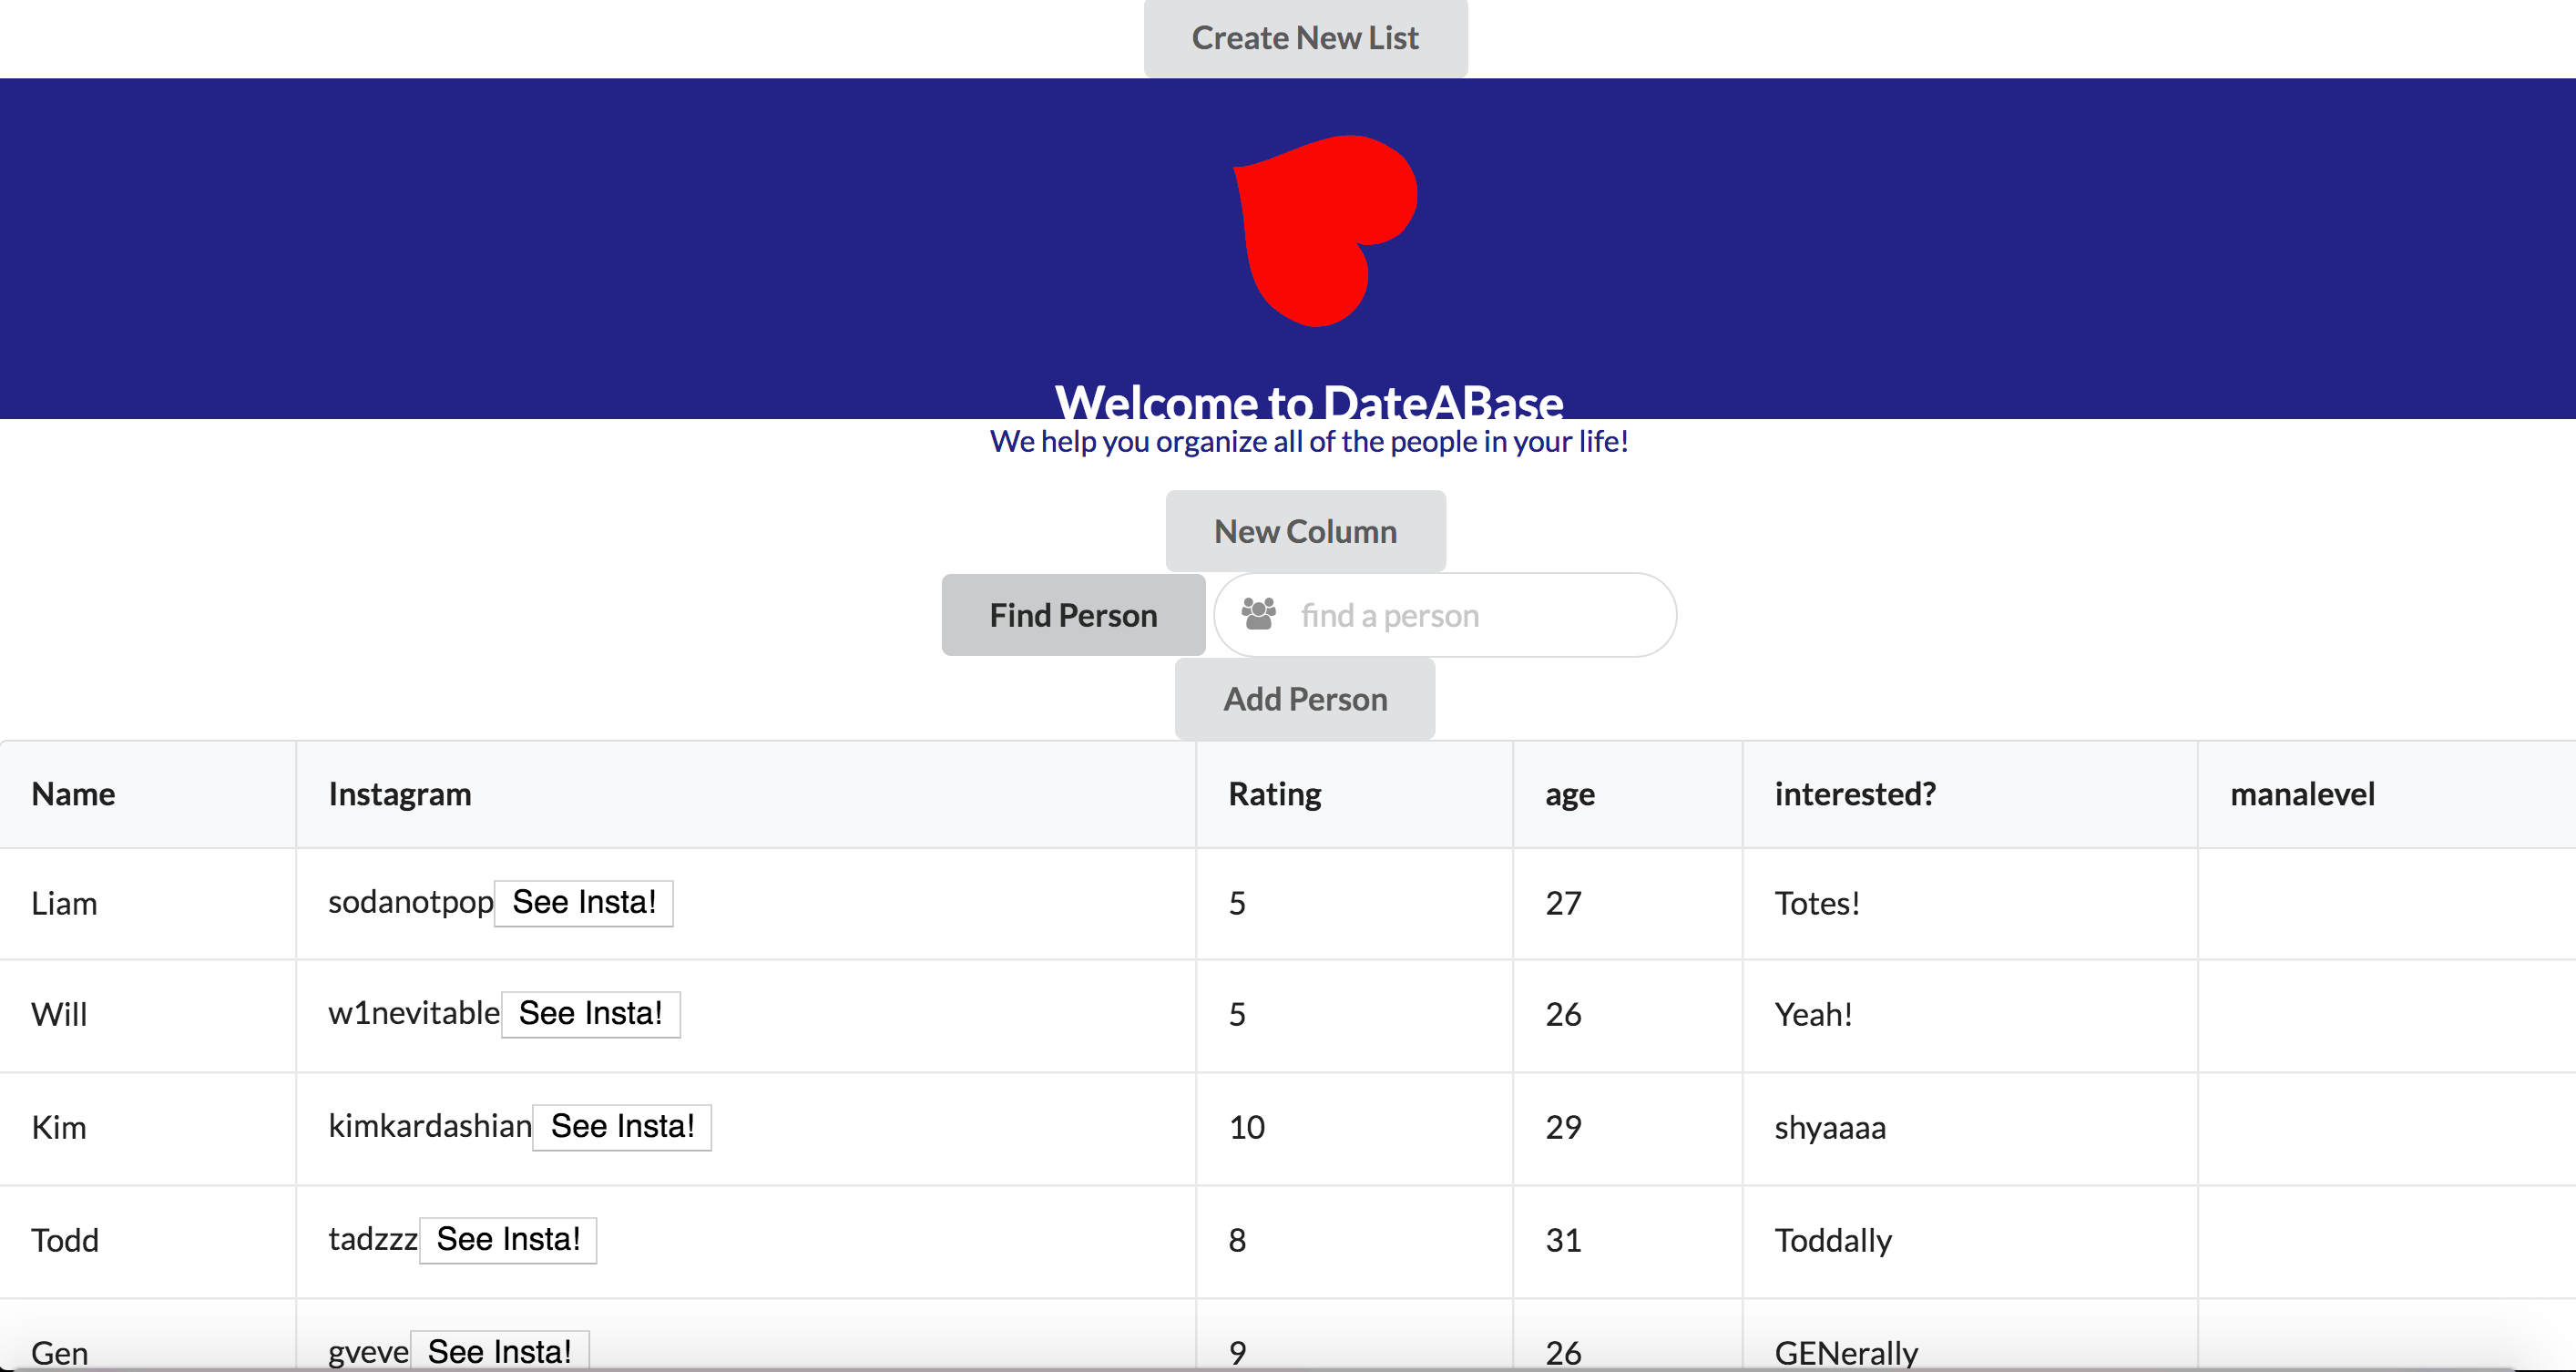 Create New List
Welcome to DateABase
We help you organize all of the people in your life!
New Column
Find Person find a person
Add Person
Name Instagram Rating age interested? manalevel
Liam sodanotpop See Insta! 5 27 Totes!
Will w1nevitable See Insta! 5 26 Yeah!
Kim kimkardashian See Insta! 10 29 shyaaaa
Todd tadzzz See Insta! 8 31 Toddally
Gen gveve See Insta! 9 26 GENerally